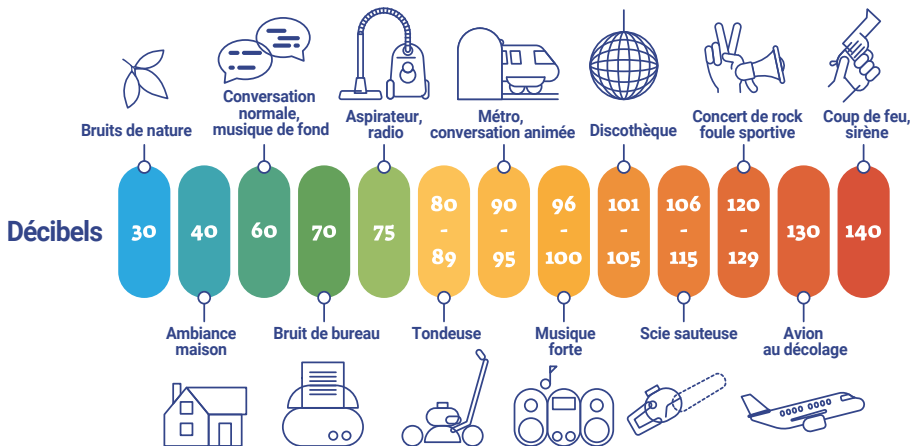 Bruits de nature
Conversation
normale,
musique de fond
Aspirateur,
radio
Métro,
conversation animée
Discothèque
Concert de rock
foule sportive
Coup de feu,
sirène
Décibels
30
40
60
70
75
80
-
89
90
-
95
96
-
100
101
-
105
106
-
115
120
-
129
130
140
Ambiance
maison
Bruit de bureau
Tondeuse
Musique
forte
Scie sauteuse
Avion
au décolage